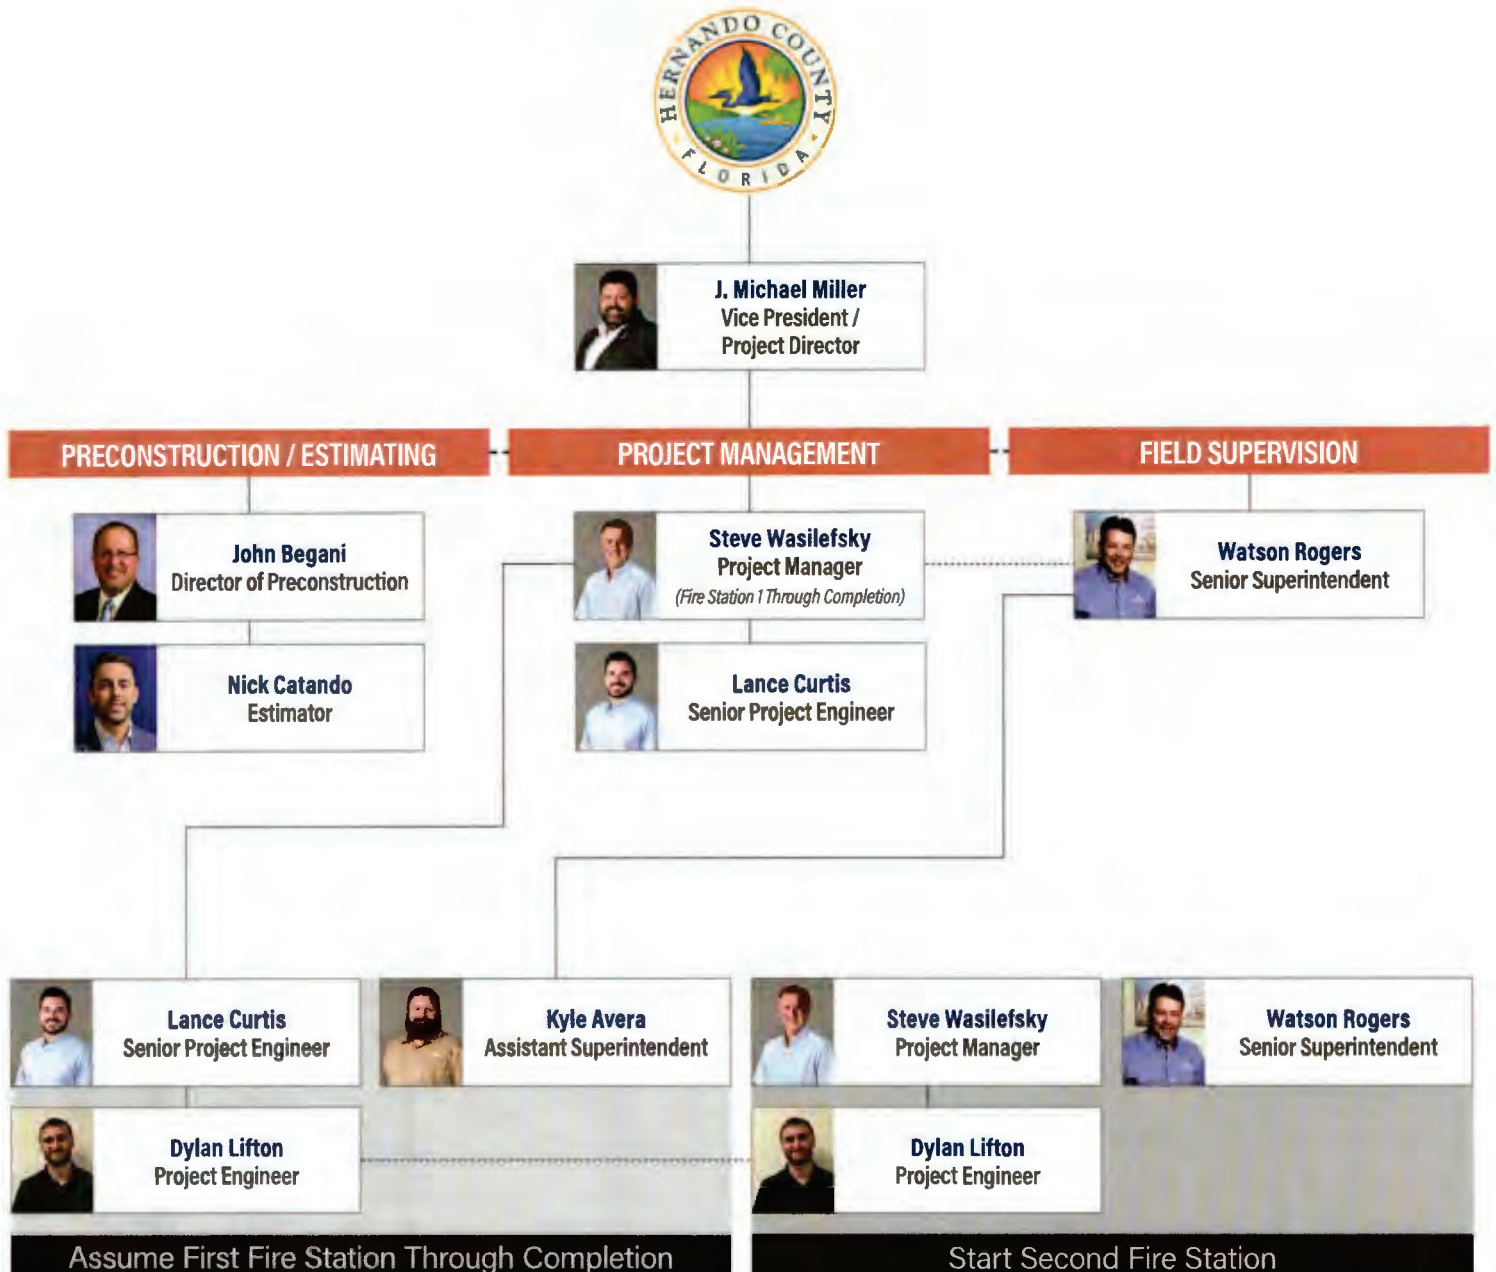 HERNANDO COUNTY
FLORIDA
J. Michael Miller
Vice President /
Project Director
PRECONSTRUCTION / ESTIMATING
PROJECT MANAGEMENT
FIELD SUPERVISION
John Begani
Director of Preconstruction
Nick Catando
Estimator
Steve Wasilefsky
Project Manager
(Fire Station 1 Through Completion)
Lance Curtis
Senior Project Engineer
Watson Rogers
Senior Superintendent
Lance Curtis
Senior Project Engineer
Kyle Avera
Assistant Superintendent
Dylan Lifton
Project Engineer
Assume First Fire Station Through Completion
Steve Wasilefsky
Project Manager
Watson Rogers
Senior Superintendent
Dylan Lifton
Project Engineer
Start Second Fire Station